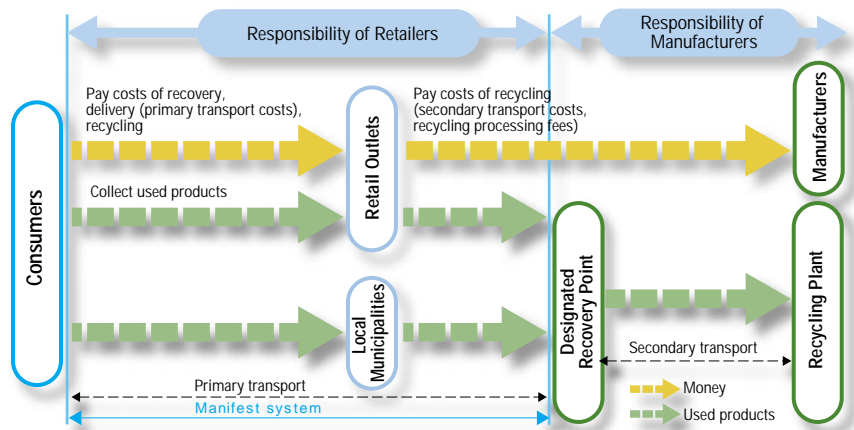 Responsibility of Retailers
Responsibility of
Manufacturers
Pay costs of recovery,
delivery (primary transport costs),
recycling
Pay costs of recycling
(secondary transport costs,
recycling processing fees)
Manufacturers
Consumers
Collect used products
Retail Outlets
Local
Municipalities
Designated
Recovery Point
Recycling Plant
Secondary transport
Primary transport
Manifest system
Money
Used products